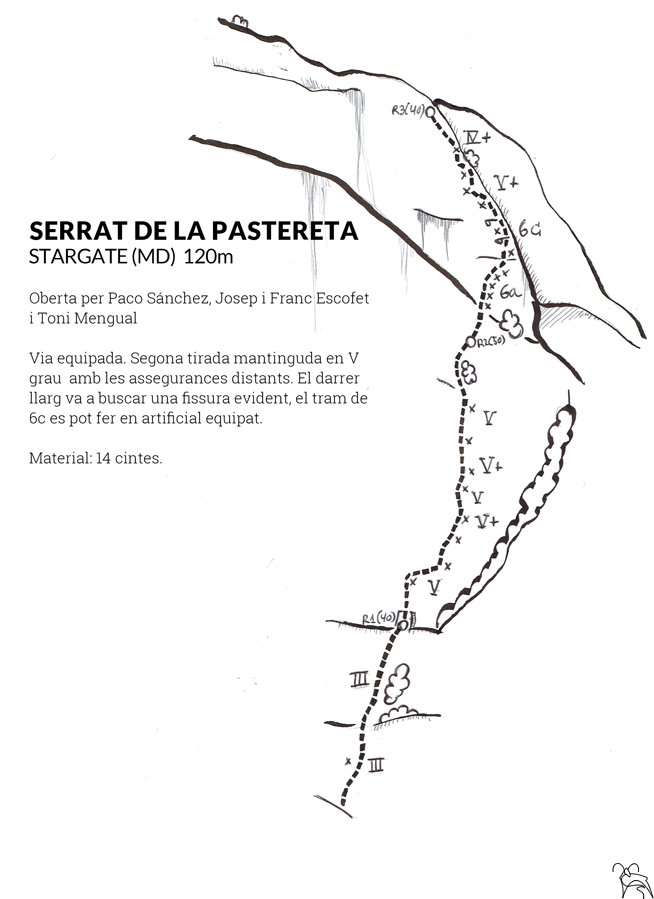 R3(40)
IV+
V+
6c
SERRAT DE LA PASTERETA
STARGATE (MD) 120m
6a
Oberta per Paco Sánchez, Josep i Franc Escofet
i Toni Mengual
R2(50)
Via equipada. Segona tirada mantinguda en V
grau amb les assegurances distants. El darrer
llarg va a buscar una fissura evident, el tram de
6c es pot fer en artificial equipat.
V
Material: 14 cintes.
V+
V
V+
V
R1(40)
III
III